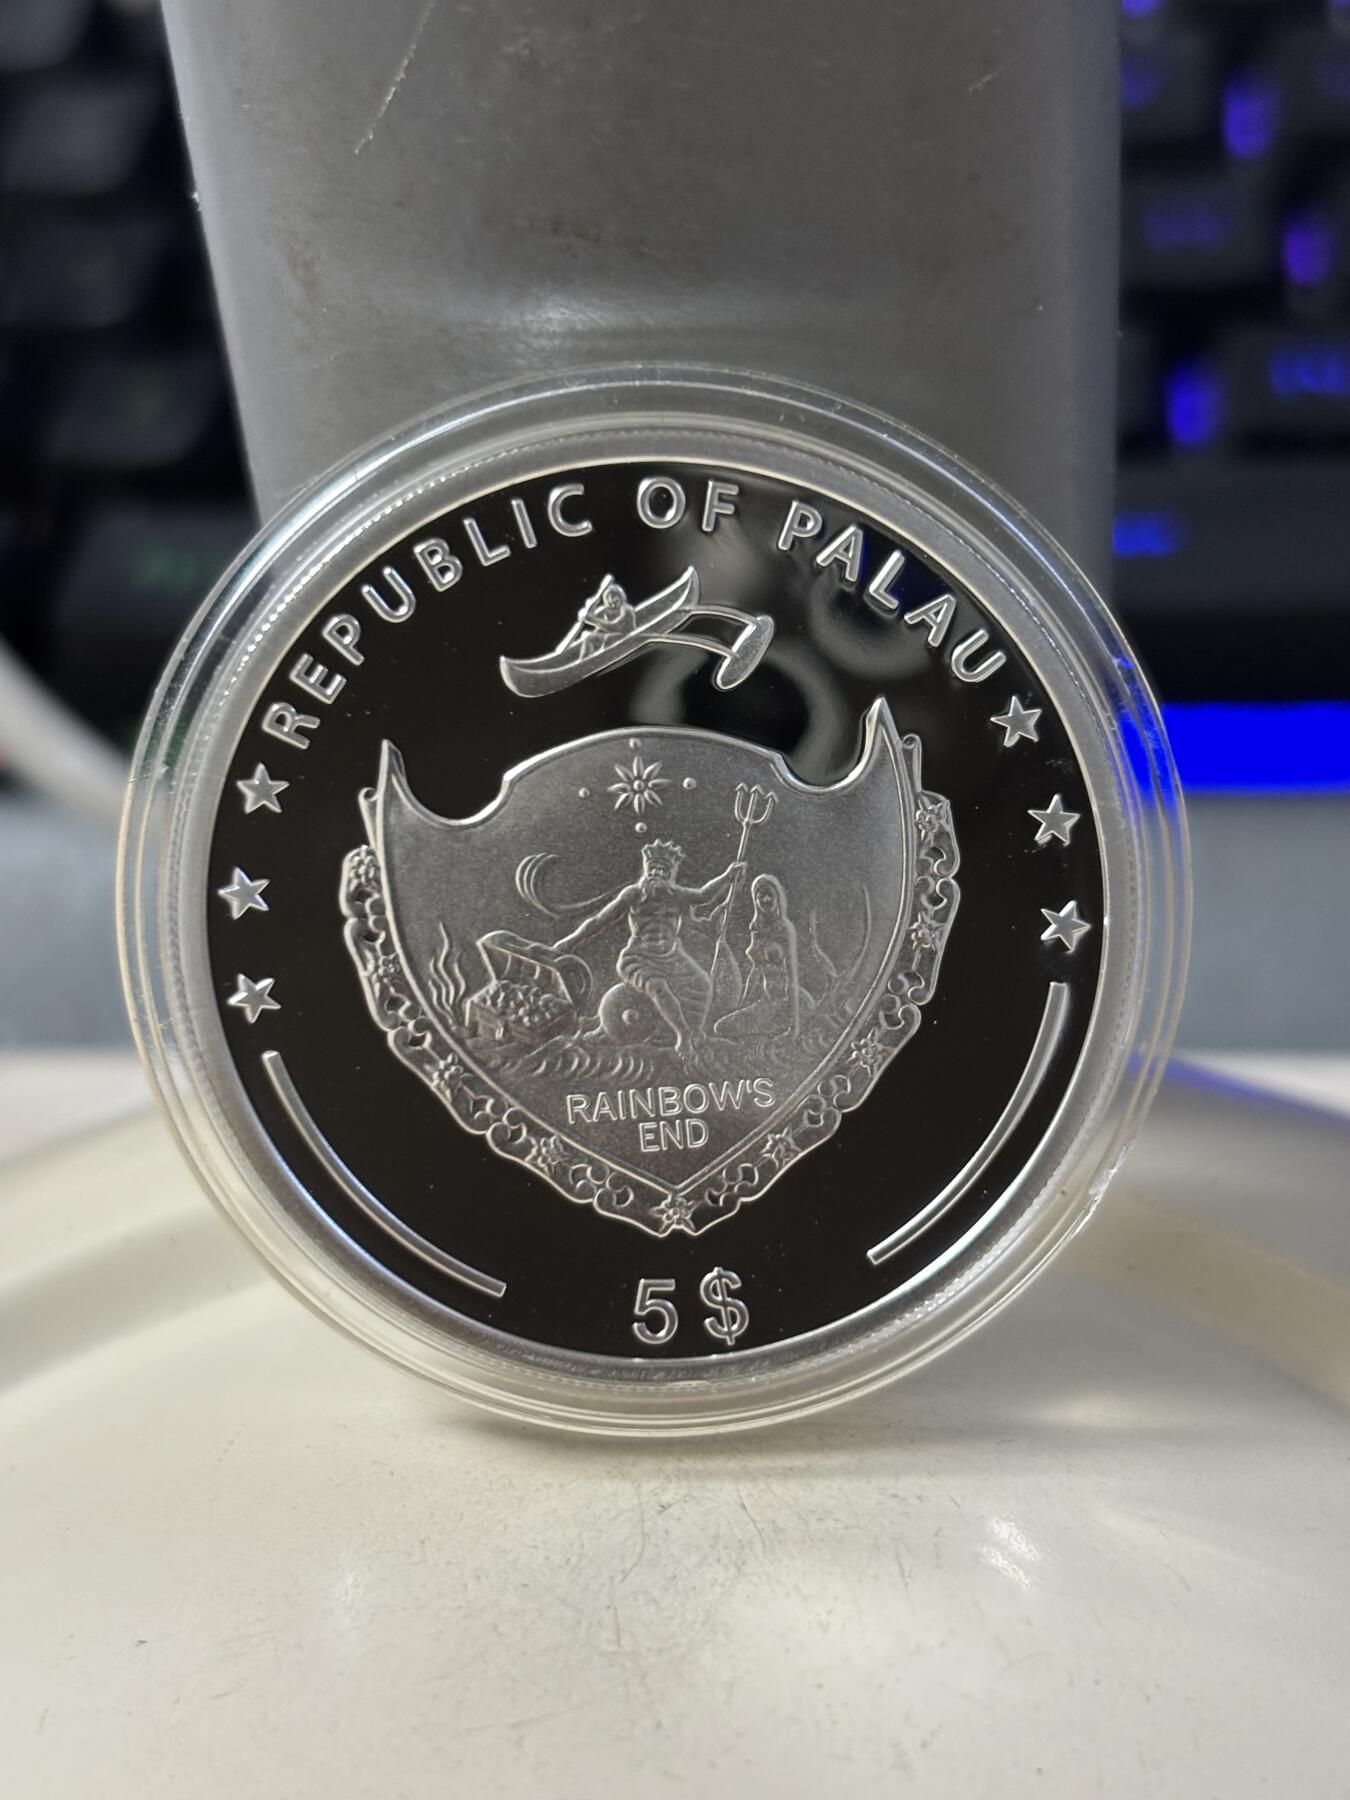 REPUBLIC OF PALAU
RAINBOW'S
END
5 $